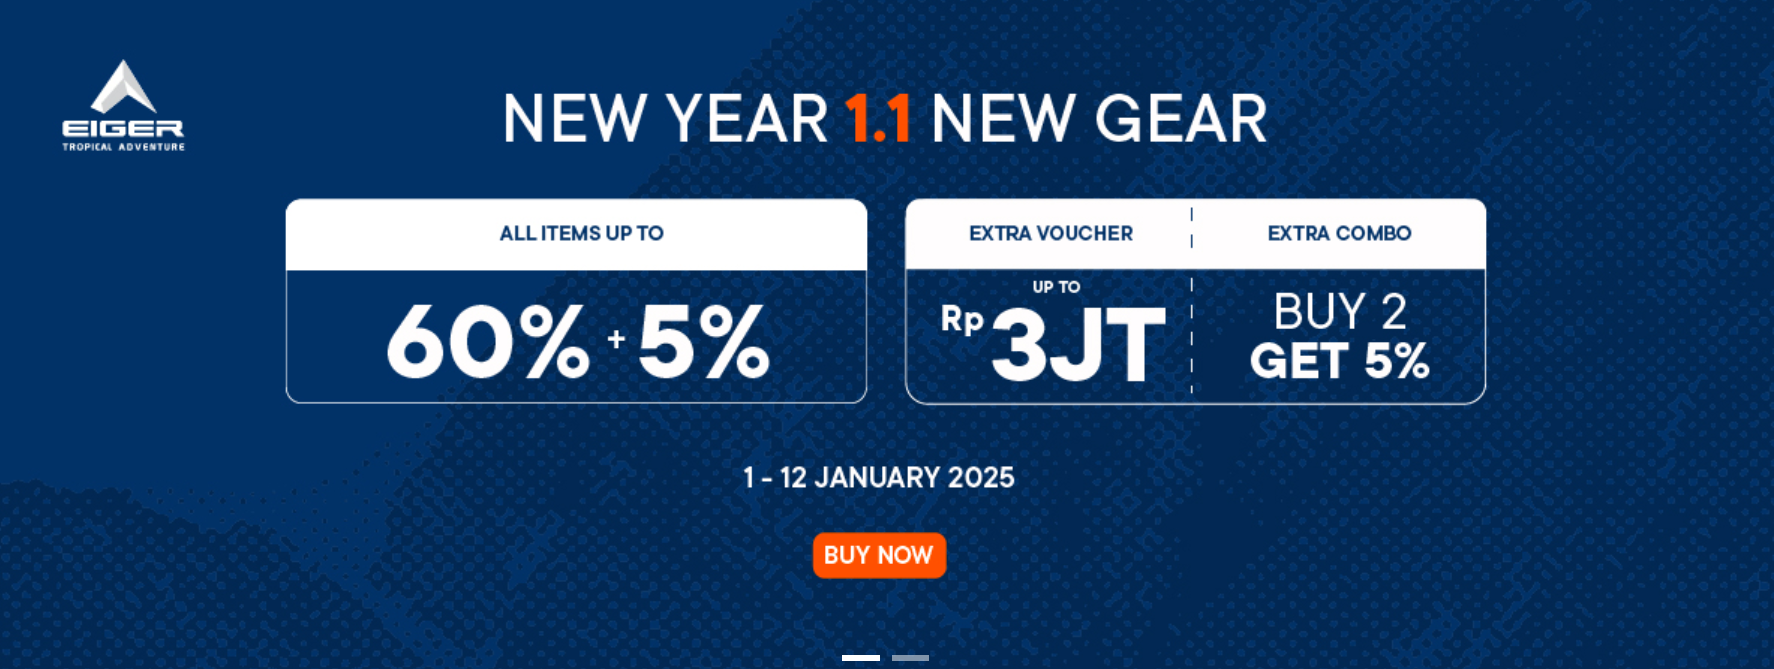 EIGER
TROPICAL ADVENTURE
NEW YEAR 1.1 NEW GEAR
ALL ITEMS UP TO
60% + 5%
EXTRA VOUCHER
UP TO
Rp 3JT
EXTRA COMBO
BUY 2
GET 5%
1 - 12 JANUARY 2025
BUY NOW